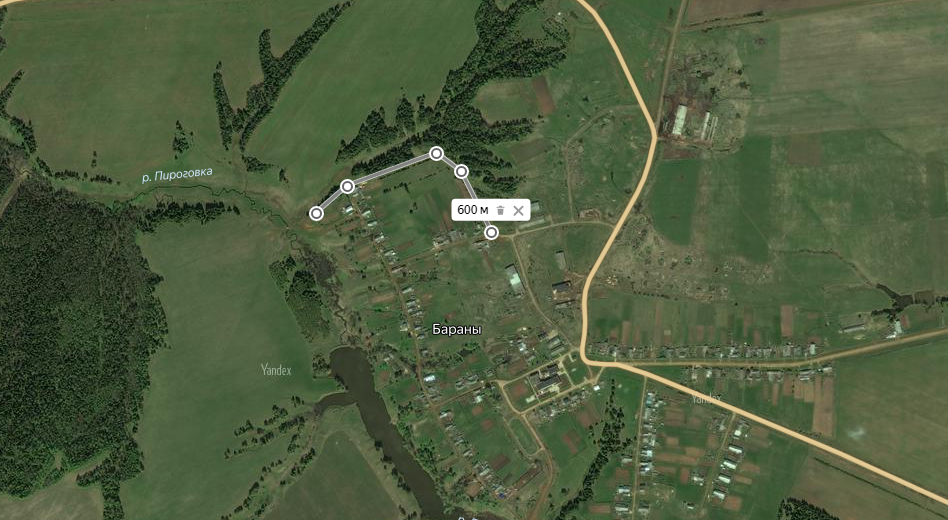 р. Пироговка
600 м
Бараны
Yandex
Yandex